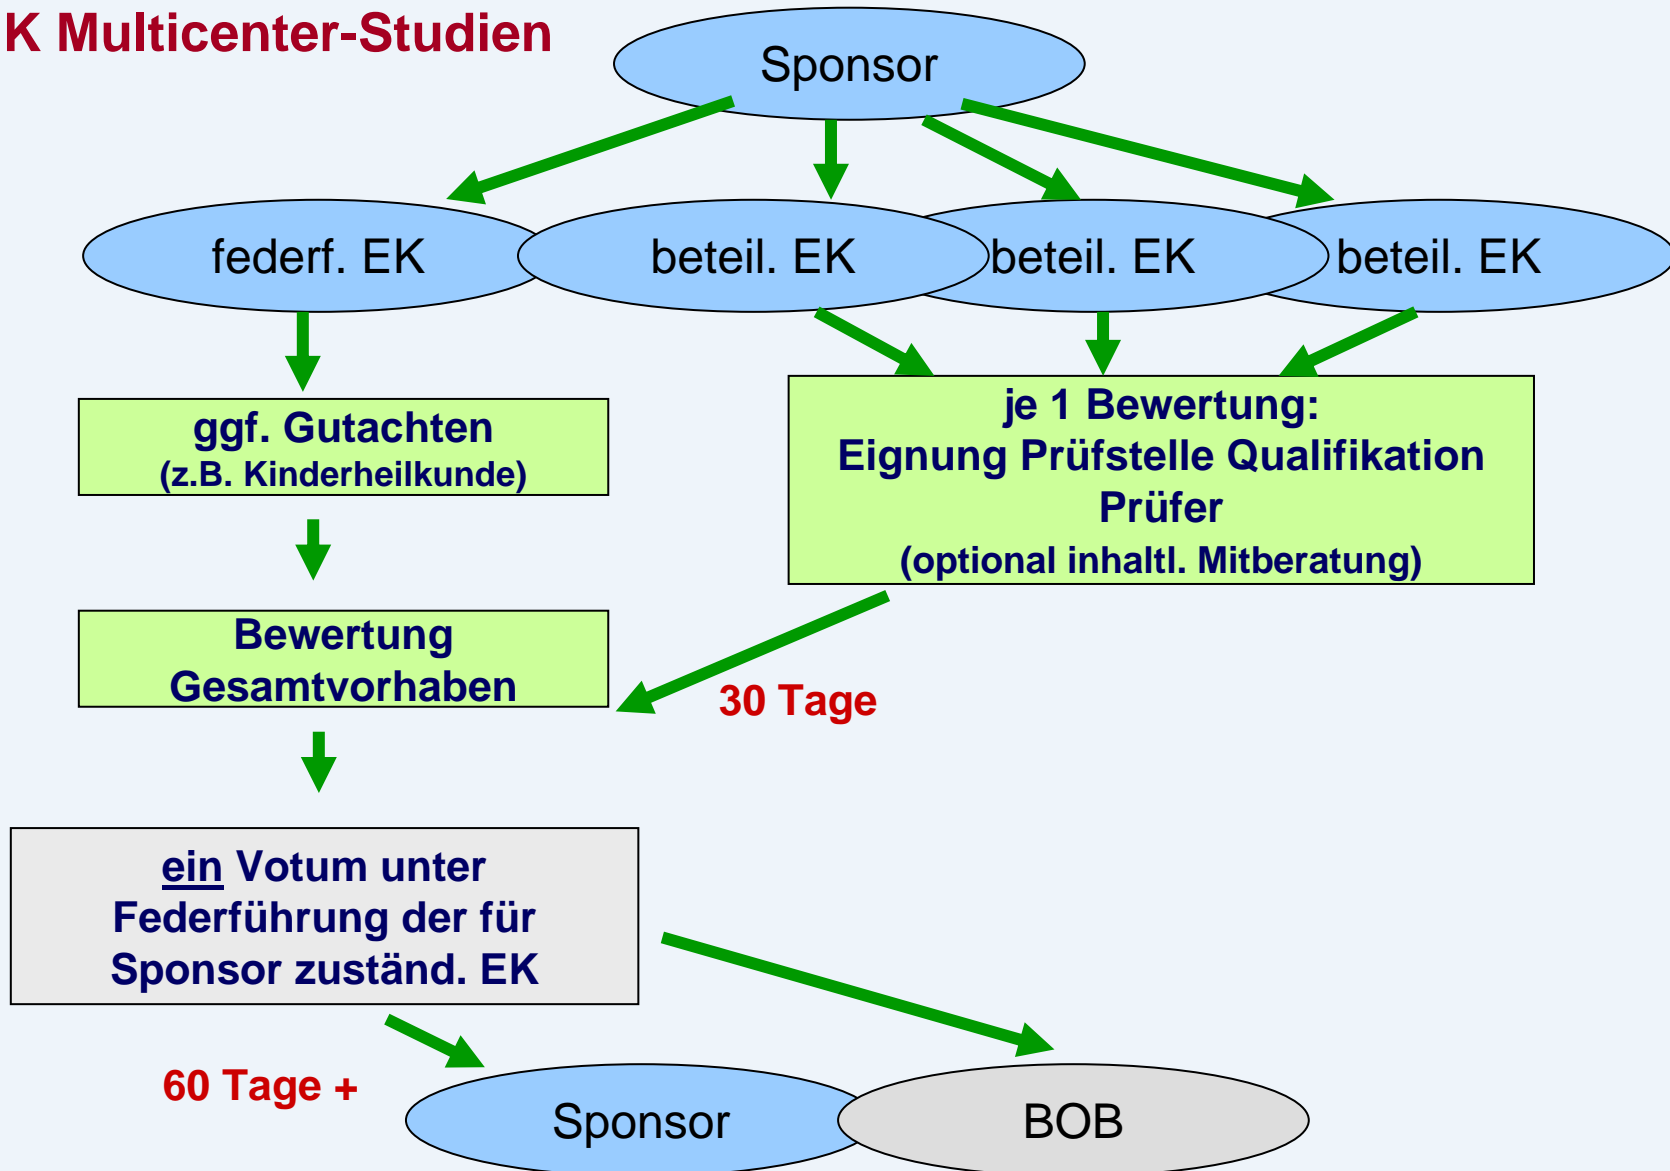 K Multicenter-Studien
Sponsor
federf. EK
beteil. EK
beteil. EK
beteil. EK
ggf. Gutachten
(z.B. Kinderheilkunde)
je 1 Bewertung:
Eignung Prüfstelle Qualifikation
Prüfer
(optional inhaltl. Mitberatung)
Bewertung
Gesamtvorhaben
30 Tage
ein Votum unter
Federführung der für
Sponsor zuständ. EK
60 Tage +
Sponsor
BOB